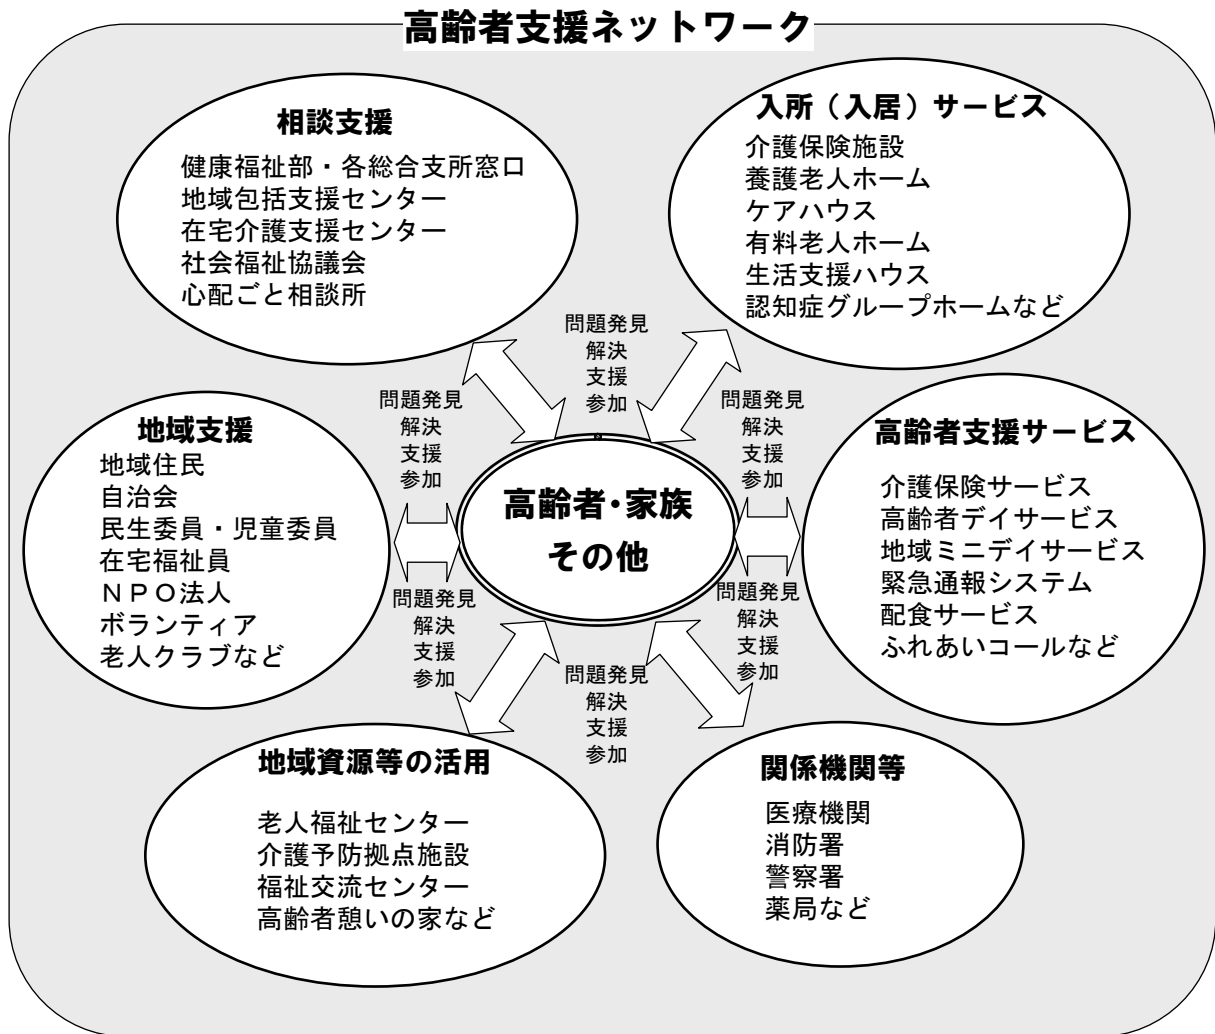 高齢者支援ネットワーク
相談支援
健康福祉部・各総合支所窓口
地域包括支援センター
在宅介護支援センター
社会福祉協議会
心配ごと相談所
入所（入居）サービス
介護保険施設
養護老人ホーム
ケアハウス
有料老人ホーム
生活支援ハウス
認知症グループホームなど
問題発見
解決
支援
参加
問題発見
解決
支援
参加
問題発見
解決
支援
参加
地域支援
地域住民
自治会
民生委員・児童委員
在宅福祉員
ＮＰＯ法人
ボランティア
老人クラブなど
高齢者・家族
その他
高齢者支援サービス
介護保険サービス
高齢者デイサービス
地域ミニデイサービス
緊急通報システム
配食サービス
ふれあいコールなど
問題発見
解決
支援
参加
問題発見
解決
支援
参加
問題発見
解決
支援
参加
地域資源等の活用
老人福祉センター
介護予防拠点施設
福祉交流センター
高齢者憩いの家など
関係機関等
医療機関
消防署
警察署
薬局など